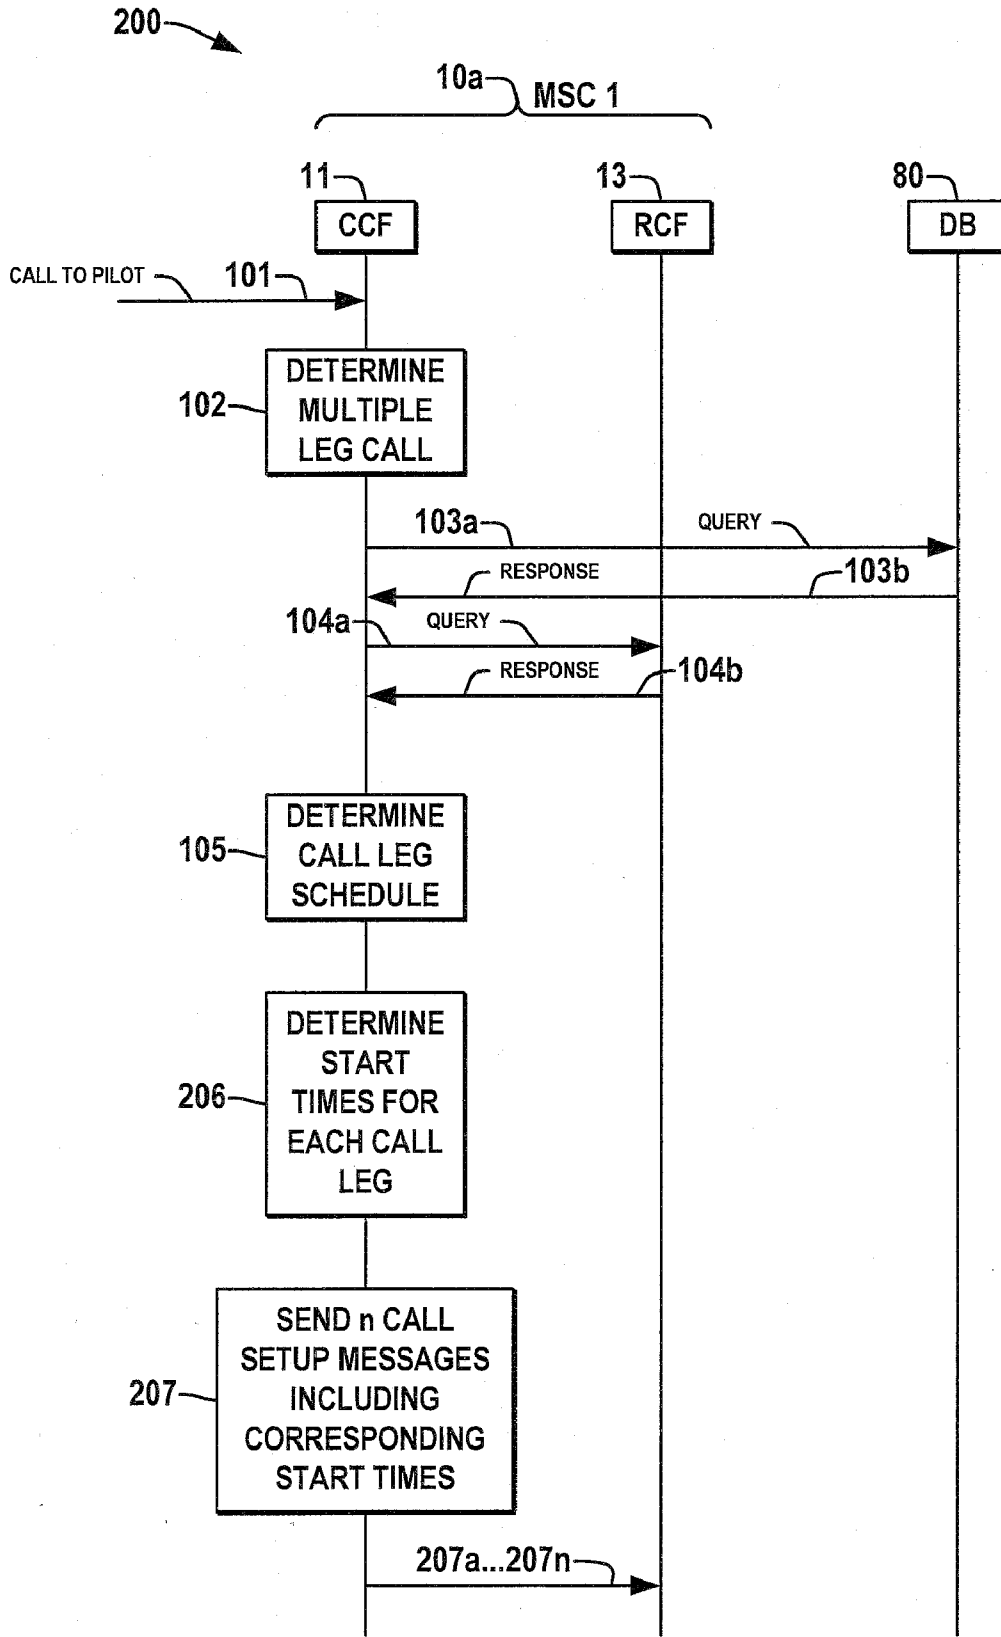 200
10a
MSC 1
11
13
80
CCF
RCF
DB
CALL TO PILOT
101
DETERMINE
MULTIPLE
LEG CALL
102
103a
QUERY
RESPONSE
103b
104a
QUERY
RESPONSE
104b
DETERMINE
CALL LEG
SCHEDULE
105
DETERMINE
START
TIMES FOR
EACH CALL
LEG
206
SEND n CALL
SETUP MESSAGES
INCLUDING
CORRESPONDING
START TIMES
207
207a...207n